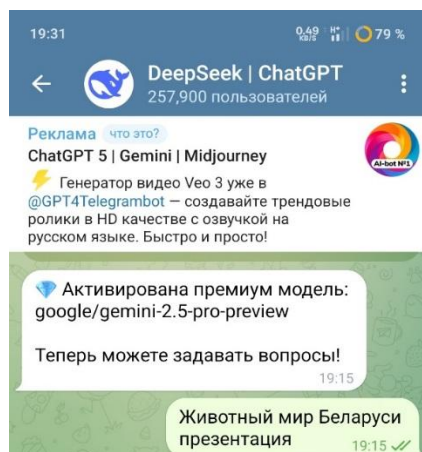 19:31
0,49 KB/S H+ 79 %
DeepSeek | ChatGPT
257,900 пользователей
Реклама что это?
ChatGPT 5 | Gemini | Midjourney
⚡ Генератор видео Veo 3 уже в
@GPT4Telegrambot — создавайте трендовые
ролики в HD качестве с озвучкой на
русском языке. Быстро и просто!
AI-bot №1
💎 Активирована премиум модель:
google/gemini-2.5-pro-preview
Теперь можете задавать вопросы!
19:15
Животный мир Беларуси
презентация
19:15